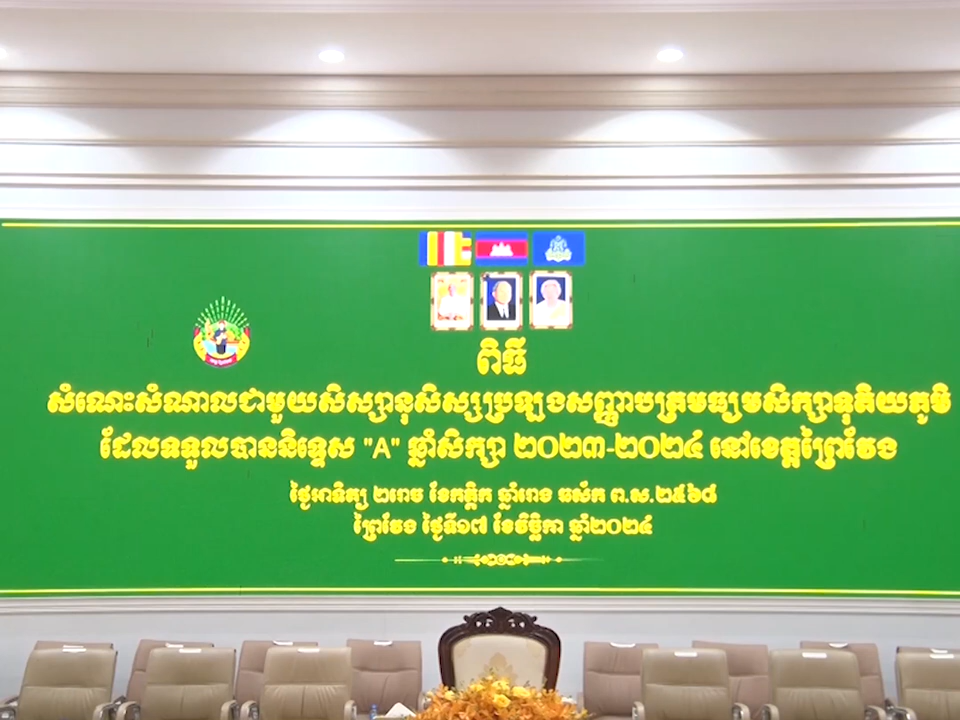 ពិធី
សំណេះសំណាលជាមួយសិស្សានុសិស្សប្រឡងសញ្ញាបត្រមធ្យមសិក្សាទុតិយភូមិ
ដែលទទួលបាននិទ្ទេស "A" ឆ្នាំសិក្សា ២០២៣-២០២៤ នៅខេត្តព្រៃវែង
ថ្ងៃអាទិត្យ ២រោច ខែកត្តិក ឆ្នាំរោង ឆស័ក ព.ស.២៥៦៨
ព្រៃវែង ថ្ងៃទី១៧ ខែវិច្ឆិកា ឆ្នាំ២០២៤